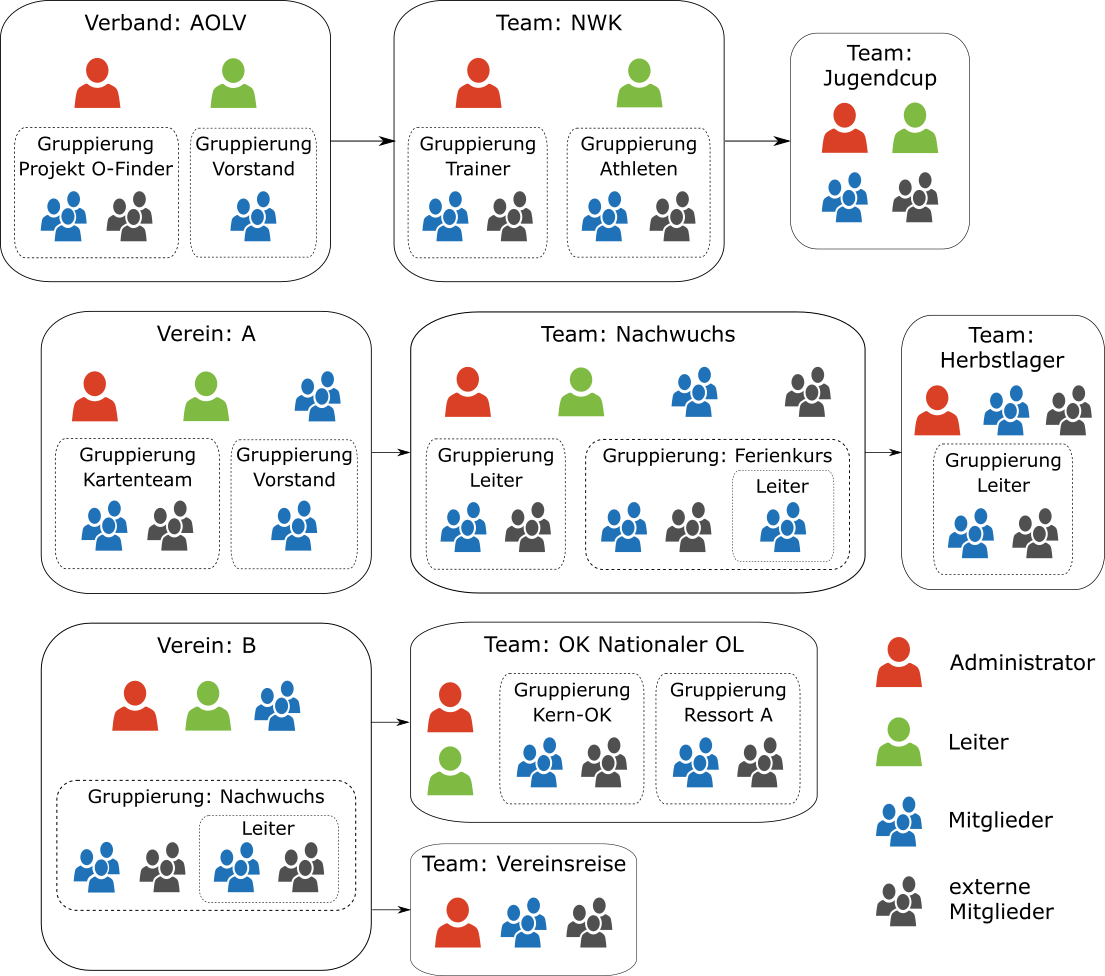 Verband: AOLV
Gruppierung
Projekt O-Finder
Gruppierung
Vorstand
Team: NWK
Gruppierung
Trainer
Gruppierung
Athleten
Team:
Jugendcup
Verein: A
Gruppierung
Kartenteam
Gruppierung
Vorstand
Team: Nachwuchs
Gruppierung
Leiter
Gruppierung: Ferienkurs
Leiter
Team:
Herbstlager
Gruppierung
Leiter
Verein: B
Gruppierung: Nachwuchs
Leiter
Team: OK Nationaler OL
Gruppierung
Kern-OK
Gruppierung
Ressort A
Team: Vereinsreise
Administrator
Leiter
Mitglieder
externe
Mitglieder